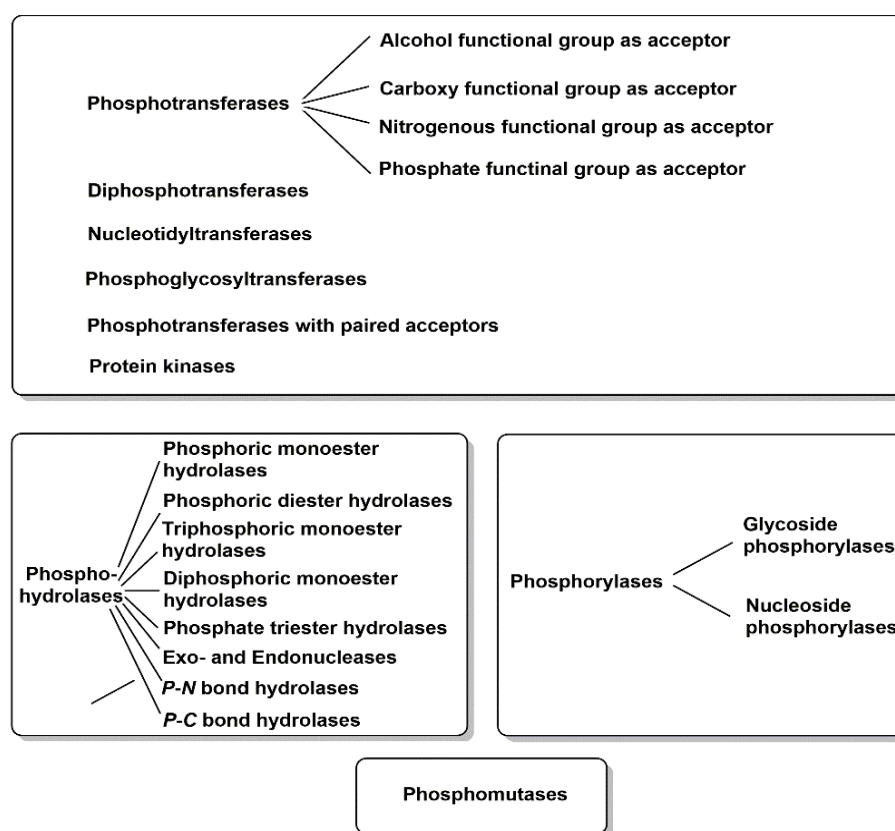 Alcohol functional group as acceptor
Phosphotransferases
Carboxy functional group as acceptor
Nitrogenous functional group as acceptor
Phosphate functinal group as acceptor
Diphosphotransferases
Nucleotidyltransferases
Phosphoglycosyltransferases
Phosphotransferases with paired acceptors
Protein kinases
Phospho-
hydrolases
Phosphoric monoester
hydrolases
Phosphoric diester hydrolases
Triphosphoric monoester
hydrolases
Diphosphoric monoester
hydrolases
Phosphate triester hydrolases
Exo- and Endonucleases
P-N bond hydrolases
P-C bond hydrolases
Phosphorylases
Glycoside
phosphorylases
Nucleoside
phosphorylases
Phosphomutases